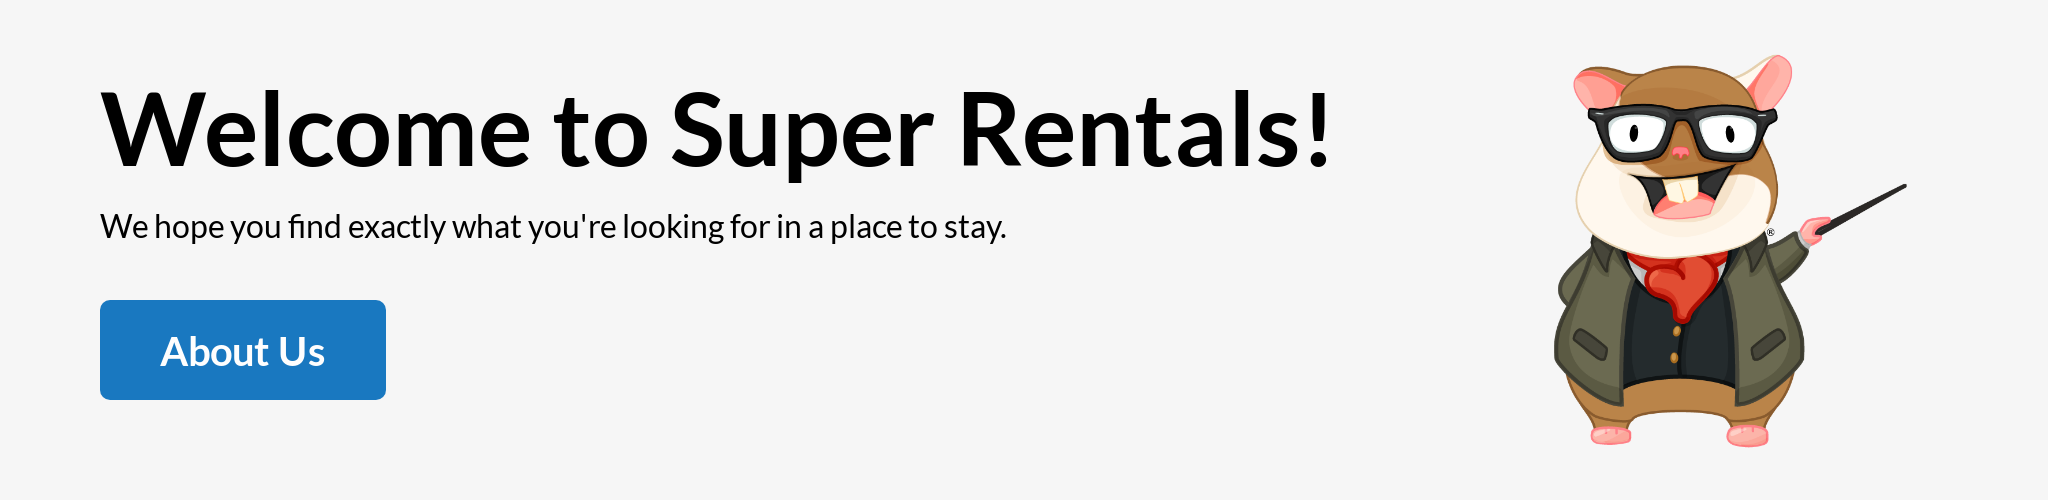 Welcome to Super Rentals!
We hope you find exactly what you're looking for in a place to stay.
About Us
®